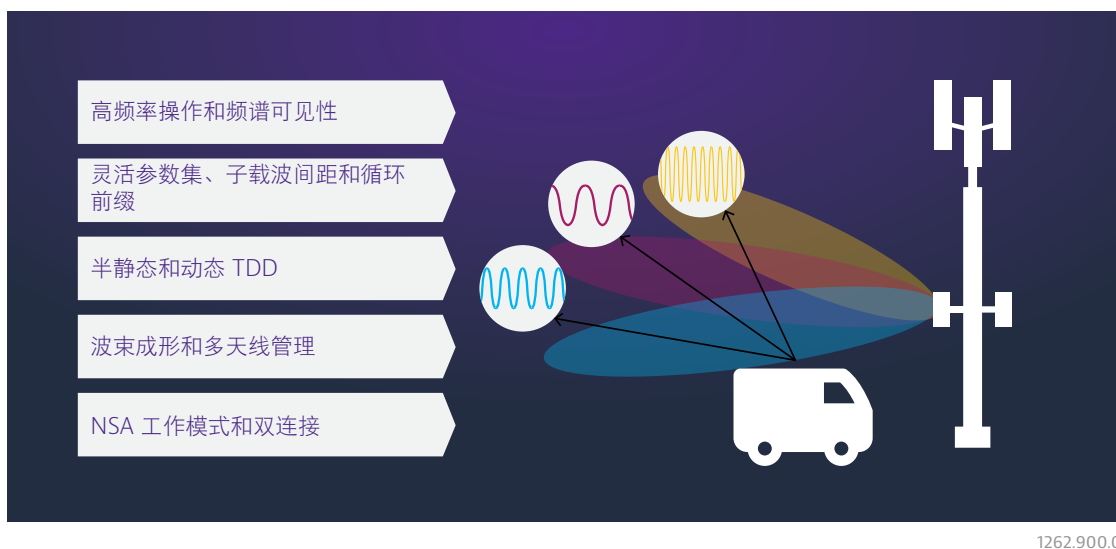 高频率操作和频谱可见性
灵活参数集、子载波间距和循环
前缀
半静态和动态 TDD
波束成形和多天线管理
NSA 工作模式和双连接
1262.900.0